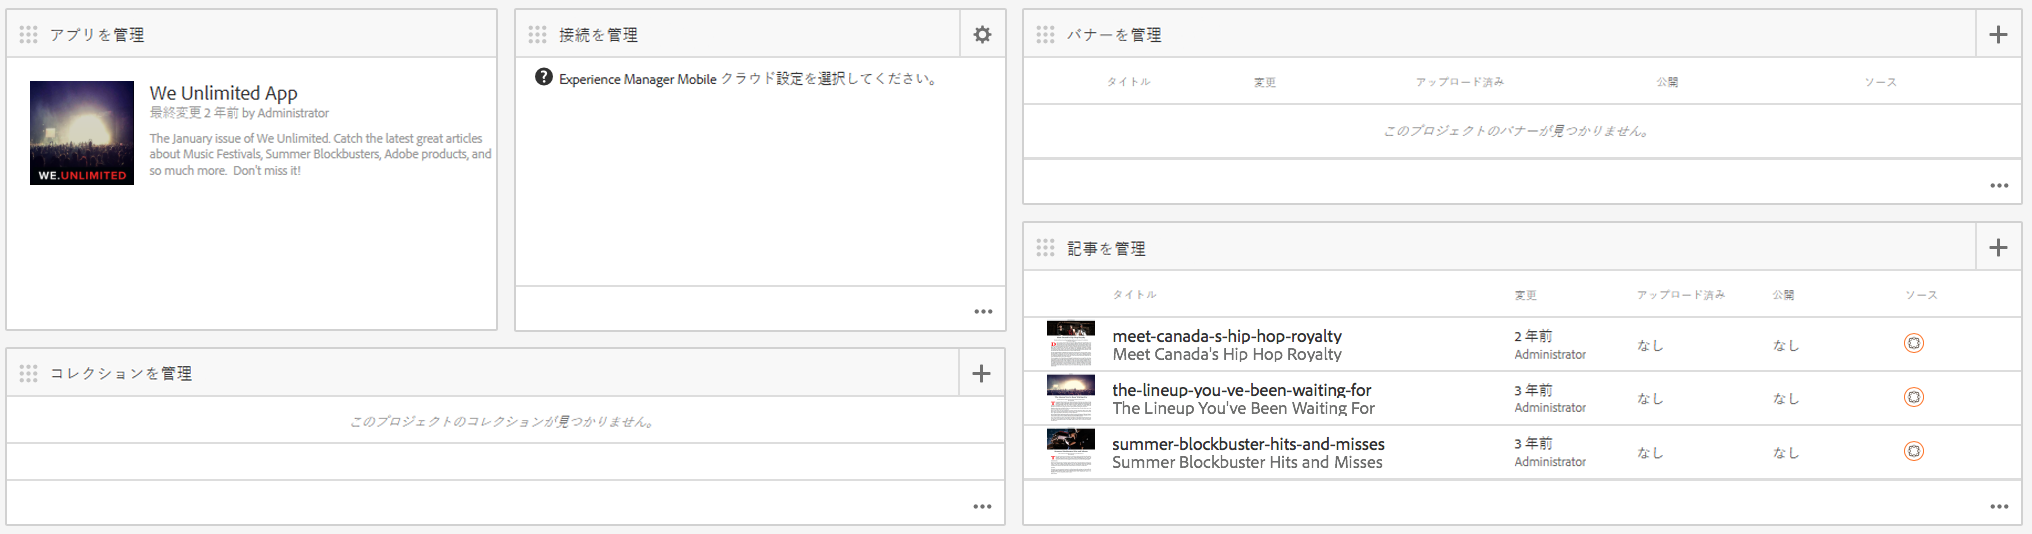 アプリを管理
We Unlimited App
最終変更 2 年前 by Administrator
The January issue of We Unlimited. Catch the latest great articles
about Music Festivals, Summer Blockbusters, Adobe products, and
so much more.  Don't miss it!
WE.UNLIMITED
接続を管理
Experience Manager Mobile クラウド設定を選択してください。
コレクションを管理
このプロジェクトのコレクションが見つかりません。
バナーを管理
タイトル 変更 アップロード済み 公開 ソース
このプロジェクトのバナーが見つかりません。
記事を管理
タイトル 変更 アップロード済み 公開 ソース
meet-canada-s-hip-hop-royalty 2 年前
Meet Canada's Hip Hop Royalty Administrator なし なし
the-lineup-you-ve-been-waiting-for 3 年前
The Lineup You've Been Waiting For Administrator なし なし
summer-blockbuster-hits-and-misses 3 年前
Summer Blockbuster Hits and Misses Administrator なし なし